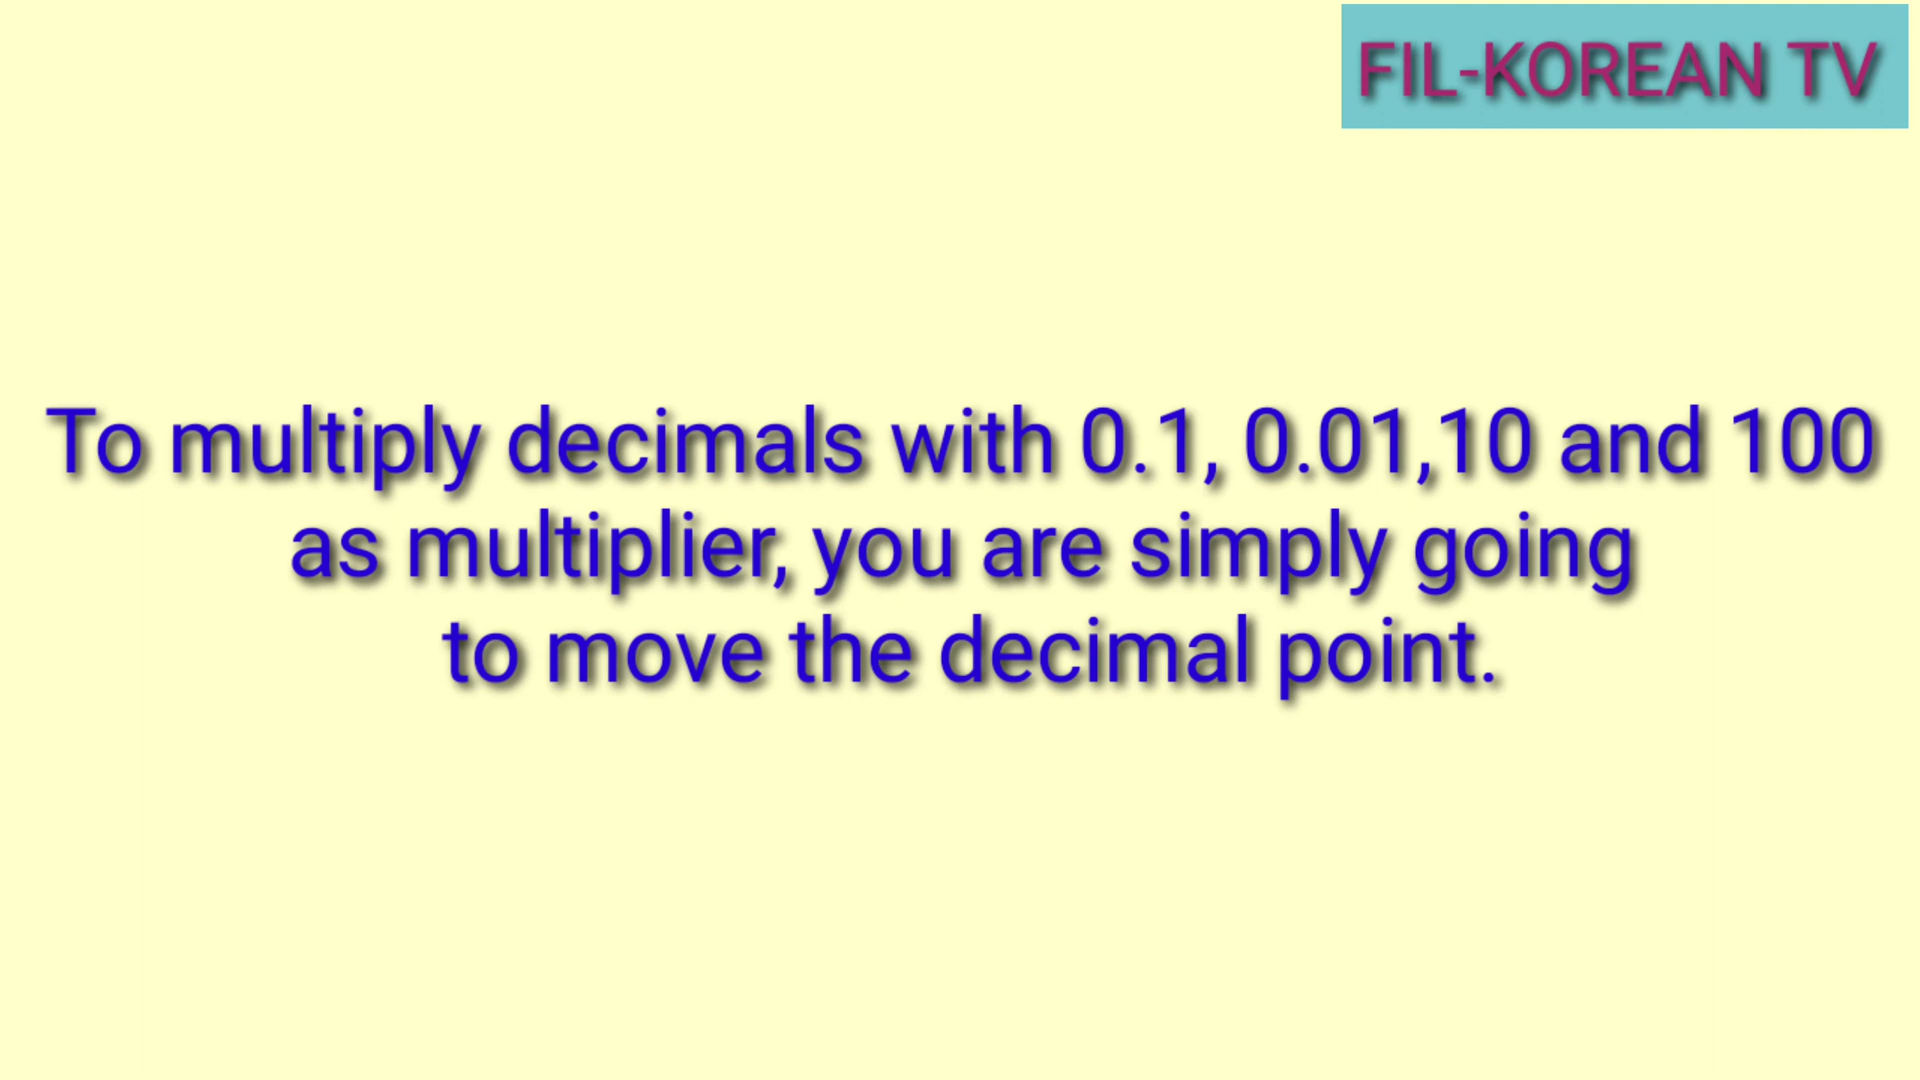 FIL-KOREAN TV
To multiply decimals with 0.1, 0.01,10 and 100
as multiplier, you are simply going
to move the decimal point.